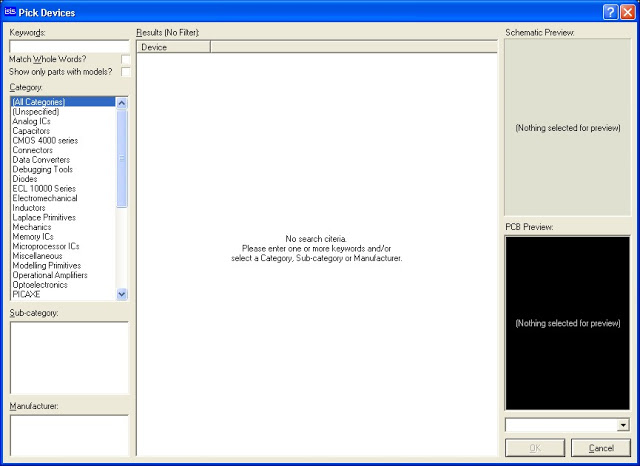 ISIS Pick Devices
Keywords:
Match Whole Words?
Show only parts with models?
Category:
(All Categories)
(Unspecified)
Analog ICs
Capacitors
CMOS 4000 series
Connectors
Data Converters
Debugging Tools
Diodes
ECL 10000 Series
Electromechanical
Inductors
Laplace Primitives
Mechanics
Memory ICs
Microprocessor ICs
Miscellaneous
Modelling Primitives
Operational Amplifiers
Optoelectronics
PICAXE
Sub-category:
Manufacturer:
Results (No Filter):
Device
No search citeria.
Please enter one or more keywords and/or
select a Category, Sub-category or Manufacturer.
Schematic Preview:
(Nothing selected for preview)
PCB Preview:
(Nothing selected for preview)
OK
Cancel